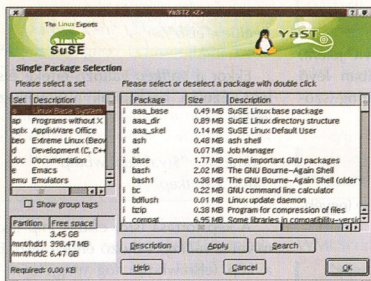 YaST2 <2>
The Linux Experts
SuSE
YaST 2
Single Package Selection
Please select a set
Please select or deselect a package with double click
Set Description
a Linux Base System
ap Programs without X
aplx ApplixWare Office
beo Extreme Linux (Beow
d Development (C, C++
doc Documentation
e Emacs
emu Emulators
Show group tags
Partition Free space
/ 3.45 GB
/mnt/hdd1 398.47 MB
/mnt/hdd2 6.47 GB
Required: 0.00 KB
Package Size Description
i aaa_base 0.49 MB SuSE Linux base package
i aaa_dir 0.89 MB SuSE Linux directory structure
i aaa_skel 0.14 MB SuSE Linux Default User
i ash 0.48 MB ash shell
i at 0.07 MB Job Manager
i base 1.77 MB Some important GNU packages
i bash 2.02 MB The GNU Bourne-Again Shell
i bash1 0.38 MB The GNU Bourne-Again Shell (older
i bc 0.22 MB GNU command line calculator
i bdflush 0.01 MB Linux update daemon
i bzip 0.38 MB Program for compression of files
i compat 6.95 MB Some libraries in compatibility-versio
Description
Apply
Search
Help
Cancel
OK